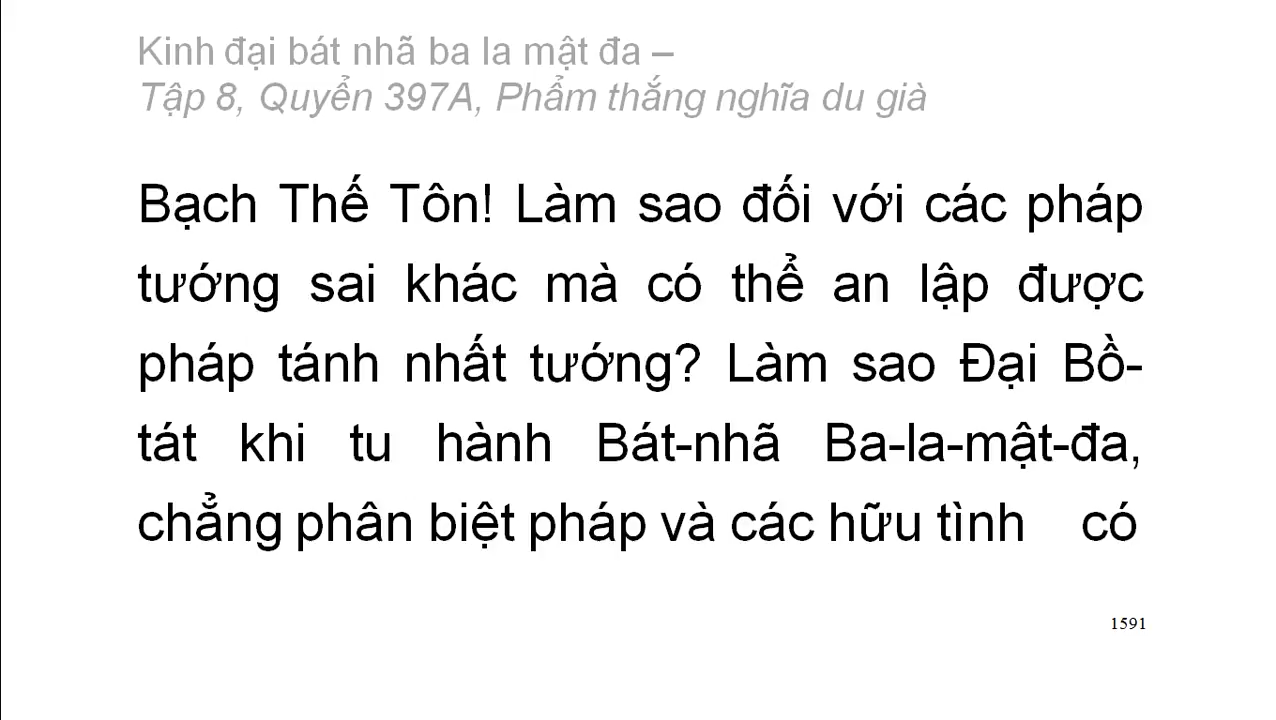 Kinh đại bát nhã ba la mật đa –
Tập 8, Quyển 397A, Phẩm thắng nghĩa du già
Bạch Thế Tôn! Làm sao đối với các pháp
tướng sai khác mà có thể an lập được
pháp tánh nhất tướng? Làm sao Đại Bồ-
tát khi tu hành Bát-nhã Ba-la-mật-đa,
chẳng phân biệt pháp và các hữu tình có
1591